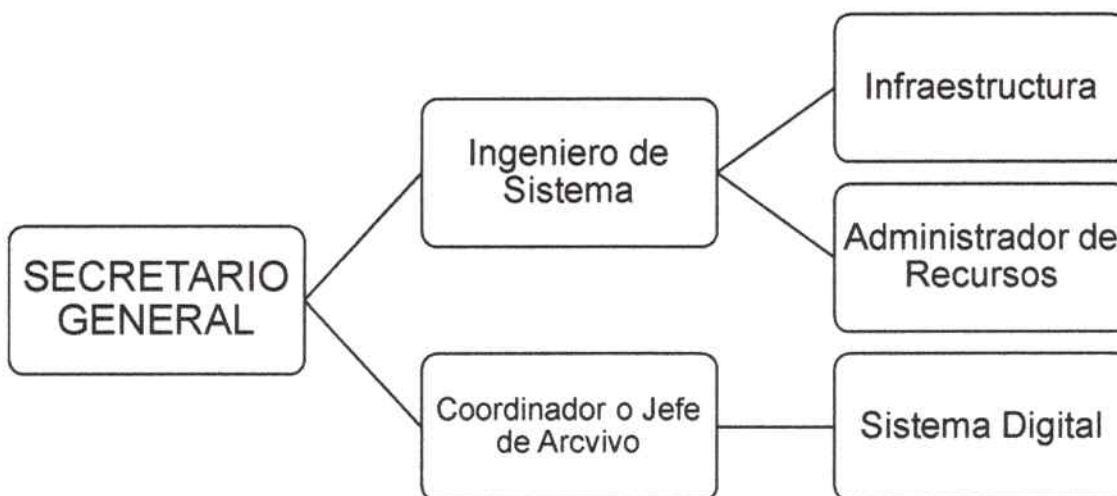 SECRETARIO
GENERAL
Ingeniero de
Sistema
Infraestructura
Administrador de
Recursos
Coordinador o Jefe
de Arcvivo
Sistema Digital